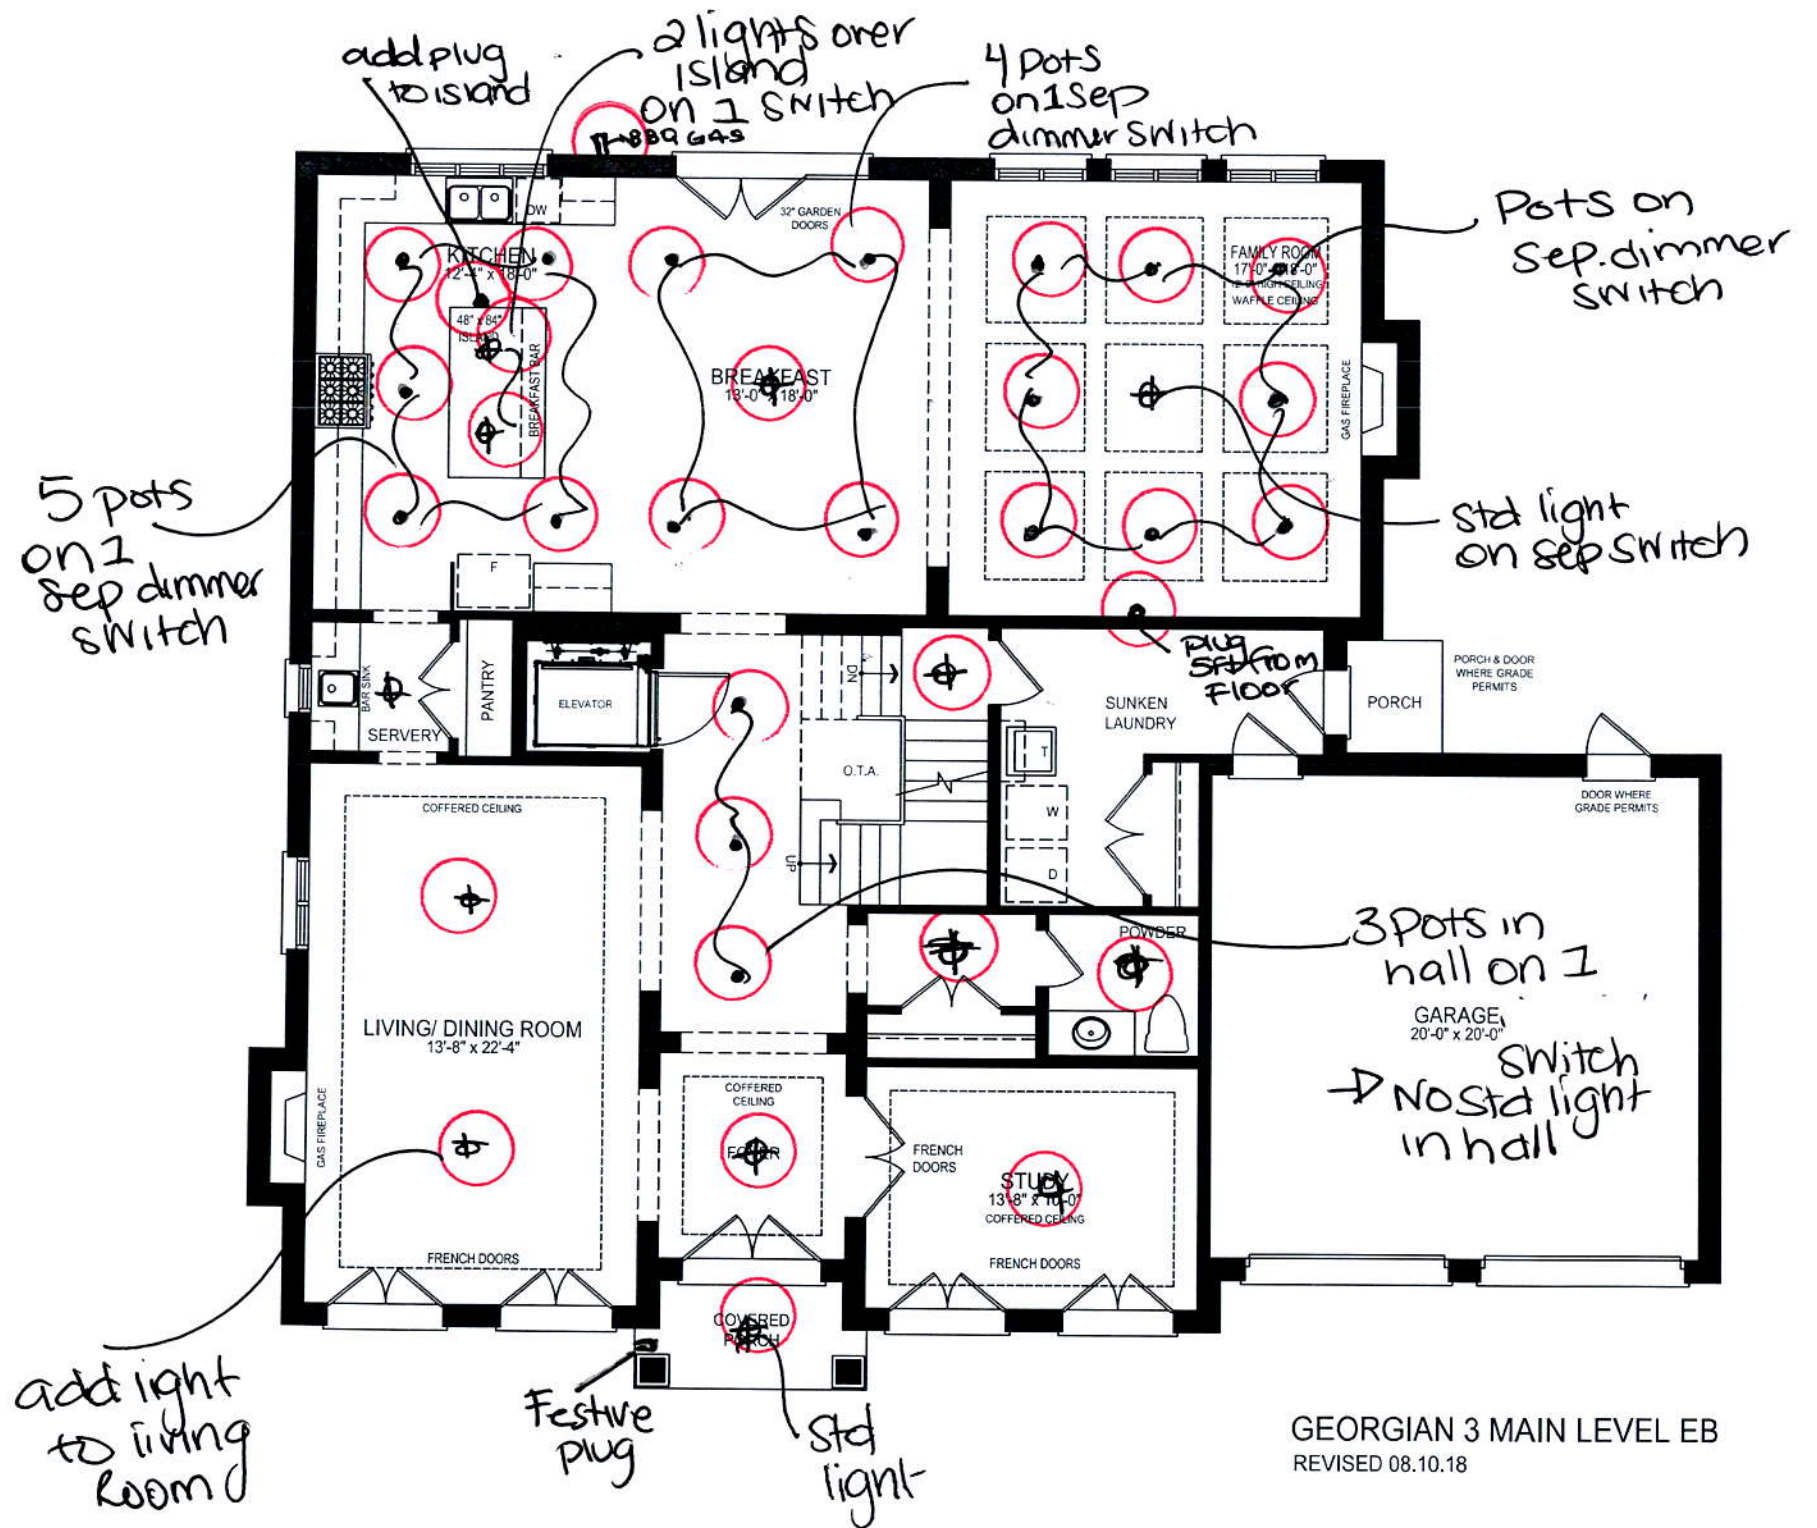 add plug
to island
2 lights over
Island
on 1 switch
4 Pots
on 1 Sep
dimmer switch
BBQ GAS
Pots on
Sep. dimmer
switch
32" GARDEN
DOORS
DW
KITCHEN
12'-4" x 18'-0"
48" x 84"
ISLAND
BREAKFAST BAR
BREAKFAST
13'-0" x 18'-0"
FAMILY ROOM
WAFFLE CEILING
GAS FIREPLACE
5 pots
on 1
sep dimmer
switch
Std light
on sep switch
F
plug
5ft from
Floor
BAR SINK
SERVERY
PANTRY
ELEVATOR
DN
O.T.A.
UP
SUNKEN
LAUNDRY
T
W
D
PORCH
PORCH & DOOR
WHERE GRADE
PERMITS
DOOR WHERE
GRADE PERMITS
COFFERED CEILING
LIVING/ DINING ROOM
13'-8" x 22'-4"
GAS FIREPLACE
FRENCH DOORS
POWDER
3 Pots in
hall on 1
switch
GARAGE
20'-0" x 20'-0"
No Std light
in hall
COFFERED
CEILING
FOYER
FRENCH
DOORS
STUDY
13'-8" x 10'-0"
COFFERED CEILING
FRENCH DOORS
COVERED
PORCH
add light
to living
Room
Festive
plug
Std
light
GEORGIAN 3 MAIN LEVEL EB
REVISED 08.10.18